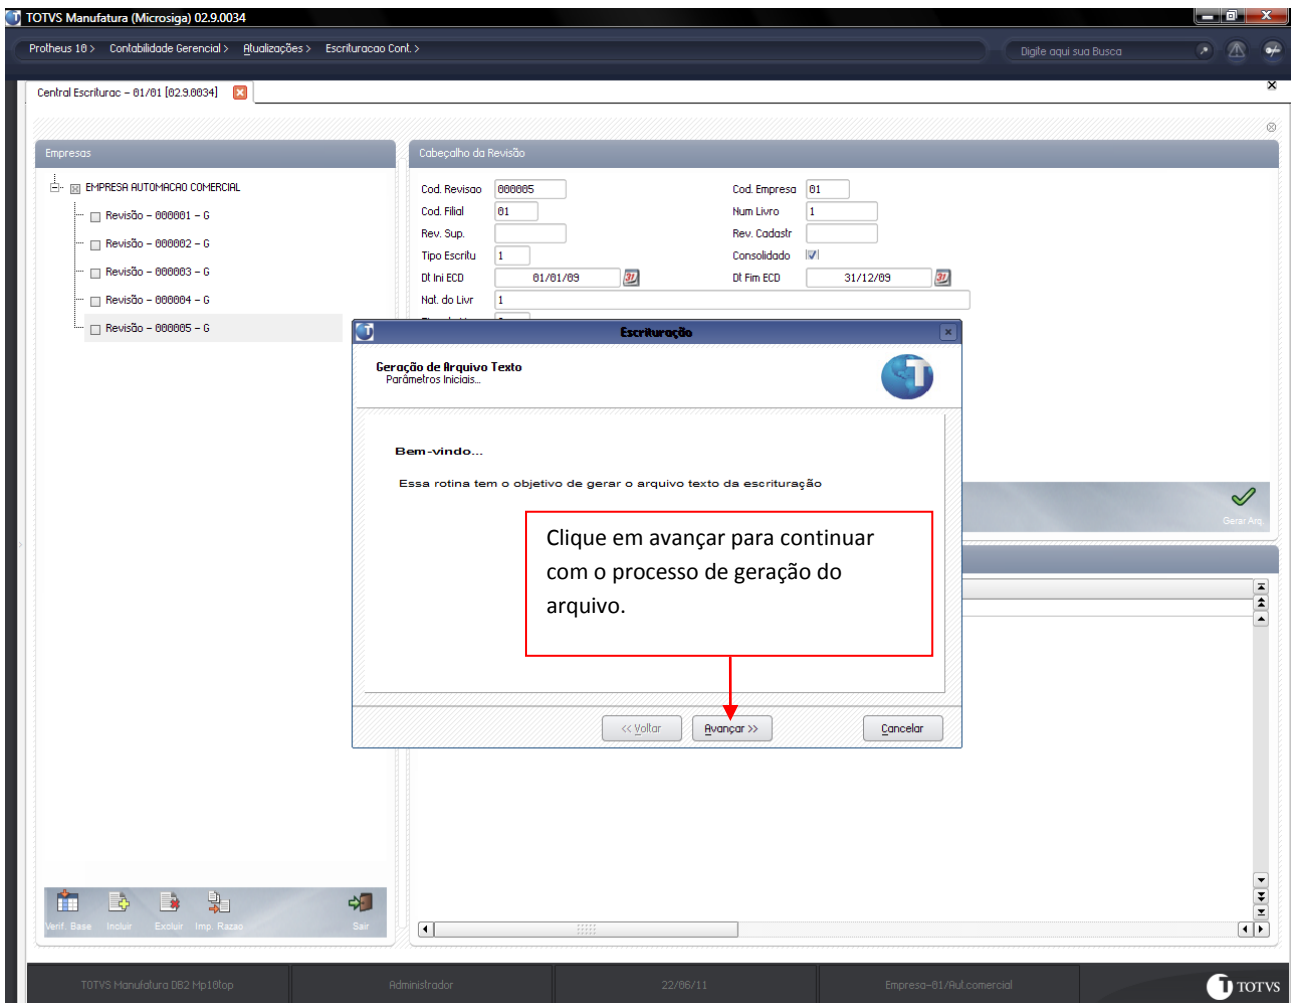 TOTVS Manufatura (Microsiga) 02.9.0034
Protheus 10 > Contabilidade Gerencial > Atualizações > Escrituracao Cont. >
Digite aqui sua Busca
Central Escriturac - 01/01 [02.9.0034]
Empresas
EMPRESA AUTOMACAO COMERCIAL
Revisão - 000001 - G
Revisão - 000002 - G
Revisão - 000003 - G
Revisão - 000004 - G
Revisão - 000005 - G
Cabeçalho da Revisão
Cod. Revisao 000005 Cod. Empresa 01
Cod. Filial 01 Num Livro 1
Rev. Sup. Rev. Cadastr
Tipo Escritu 1 Consolidado
Dt Ini ECD 01/01/09 Dt Fim ECD 31/12/09
Nat. do Livr 1
Escrituração
Geração de Arquivo Texto
Parâmetros Iniciais...
Bem-vindo...
Essa rotina tem o objetivo de gerar o arquivo texto da escrituração
Clique em avançar para continuar
com o processo de geração do
arquivo.
<< Voltar Avançar >> Cancelar
Gerar Arq.
Verif. Base Incluir Excluir Imp. Razao Sair
TOTVS Manufatura DB2 Mp10top Administrador 22/06/11 Empresa-01/Aut.comercial TOTVS